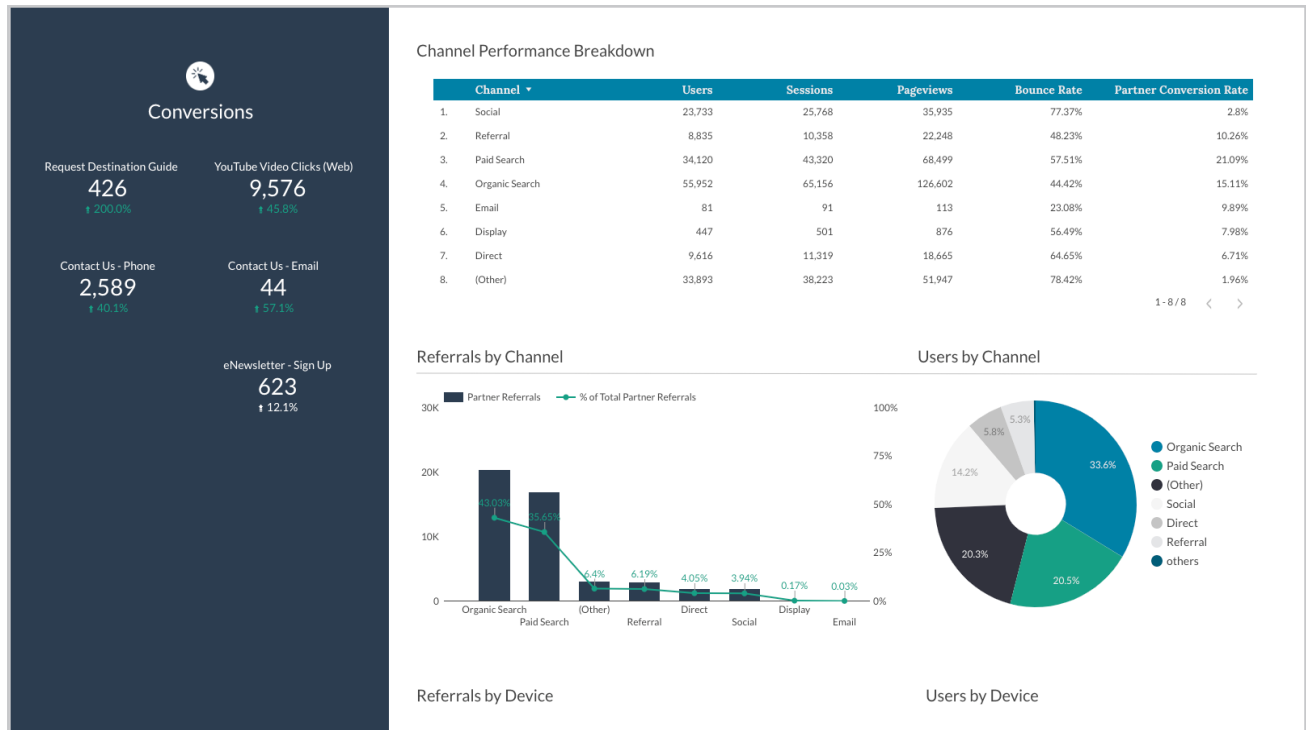 Conversions
Request Destination Guide
426
200.0%
YouTube Video Clicks (Web)
9,576
45.8%
Contact Us - Phone
2,589
40.1%
Contact Us - Email
44
57.1%
eNewsletter - Sign Up
623
12.1%
Channel Performance Breakdown
Channel Users Sessions Pageviews Bounce Rate Partner Conversion Rate
1. Social 23,733 25,768 35,935 77.37% 2.8%
2. Referral 8,835 10,358 22,248 48.23% 10.26%
3. Paid Search 34,120 43,320 68,499 57.51% 21.09%
4. Organic Search 55,952 65,156 126,602 44.42% 15.11%
5. Email 81 91 113 23.08% 9.89%
6. Display 447 501 876 56.49% 7.98%
7. Direct 9,616 11,319 18,665 64.65% 6.71%
8. (Other) 33,893 38,223 51,947 78.42% 1.96%
1 - 8 / 8
Referrals by Channel
Partner Referrals % of Total Partner Referrals
30K
20K
10K
0
100%
75%
50%
25%
0%
43.03%
35.65%
6.4%
6.19%
4.05%
3.94%
0.17%
0.03%
Organic Search (Other) Direct Display
Paid Search Referral Social Email
Users by Channel
5.3%
5.8%
14.2%
33.6%
20.3%
20.5%
Organic Search
Paid Search
(Other)
Social
Direct
Referral
others
Referrals by Device
Users by Device